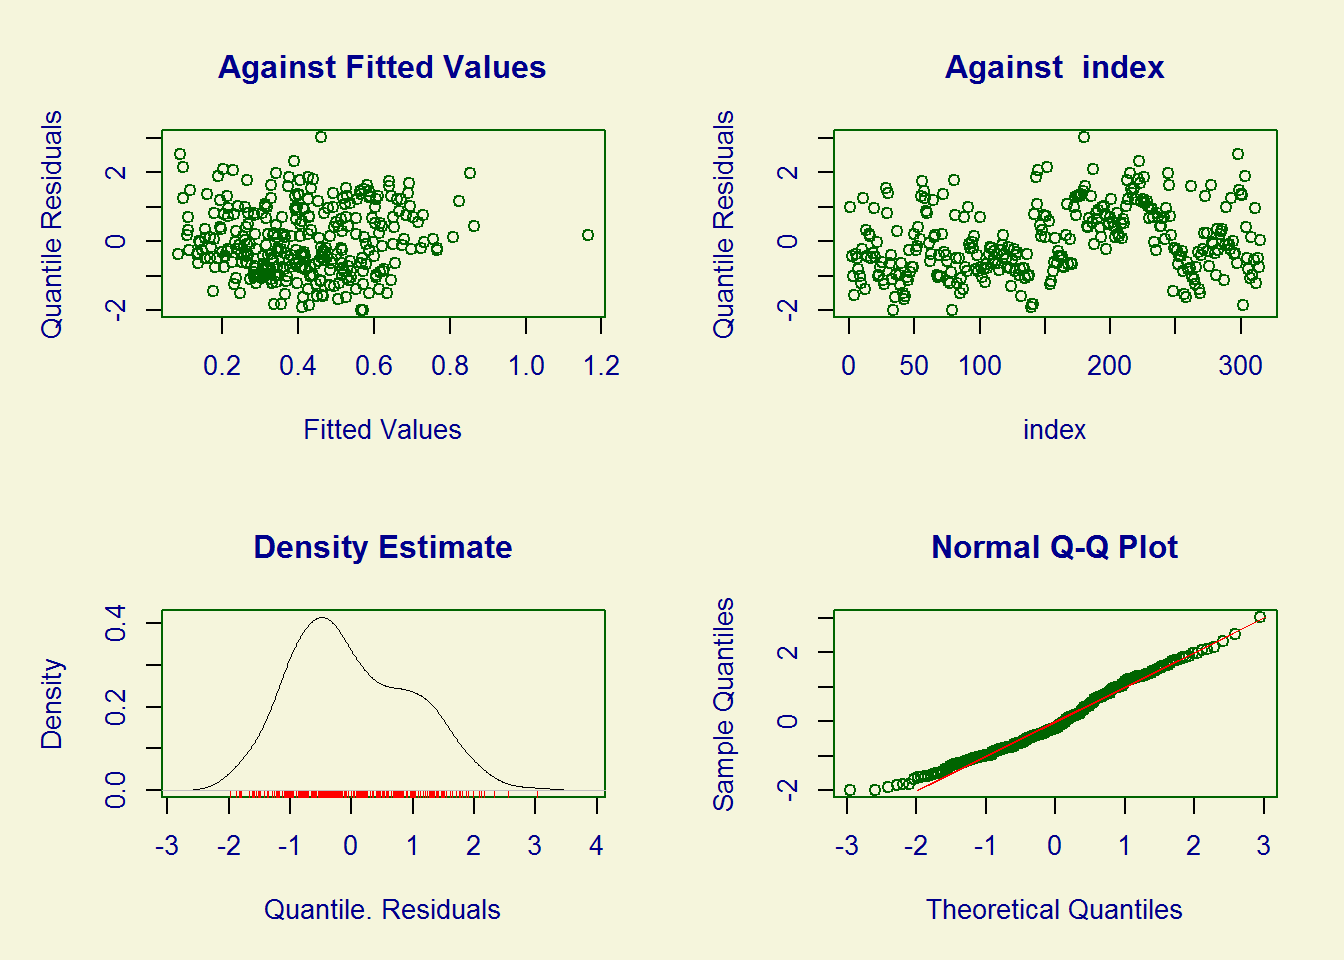 Against Fitted Values
Quantile Residuals
-2 0 2
0.2 0.4 0.6 0.8 1.0 1.2
Fitted Values
Against  index
Quantile Residuals
-2 0 2
0 50 100 200 300
index
Density Estimate
Density
0.0 0.2 0.4
-3 -2 -1 0 1 2 3 4
Quantile. Residuals
Normal Q-Q Plot
Sample Quantiles
-2 0 2
-3 -2 -1 0 1 2 3
Theoretical Quantiles